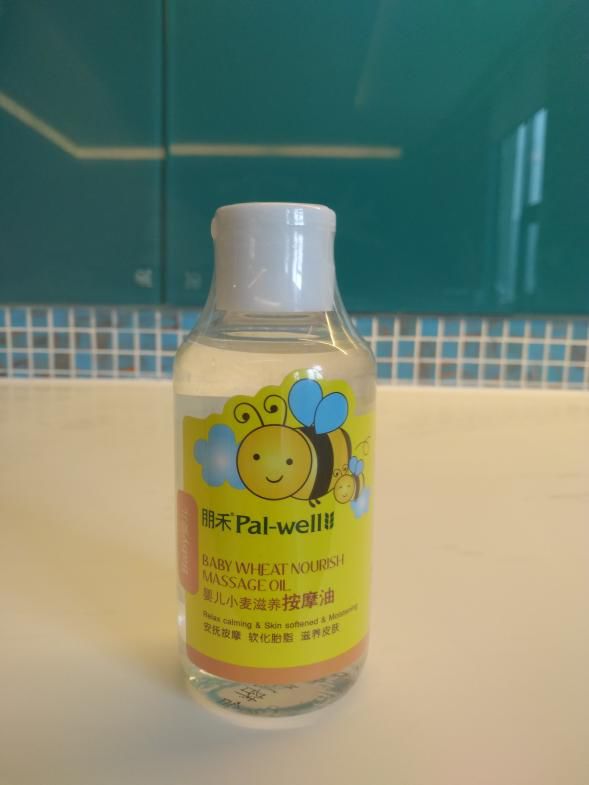 朋禾® Pal-well
BABY WHEAT NOURISH
MASSAGE OIL
婴儿小麦滋养按摩油
Relax calming & Skin softened & Moistening
安抚按摩 软化胎脂 滋养皮肤